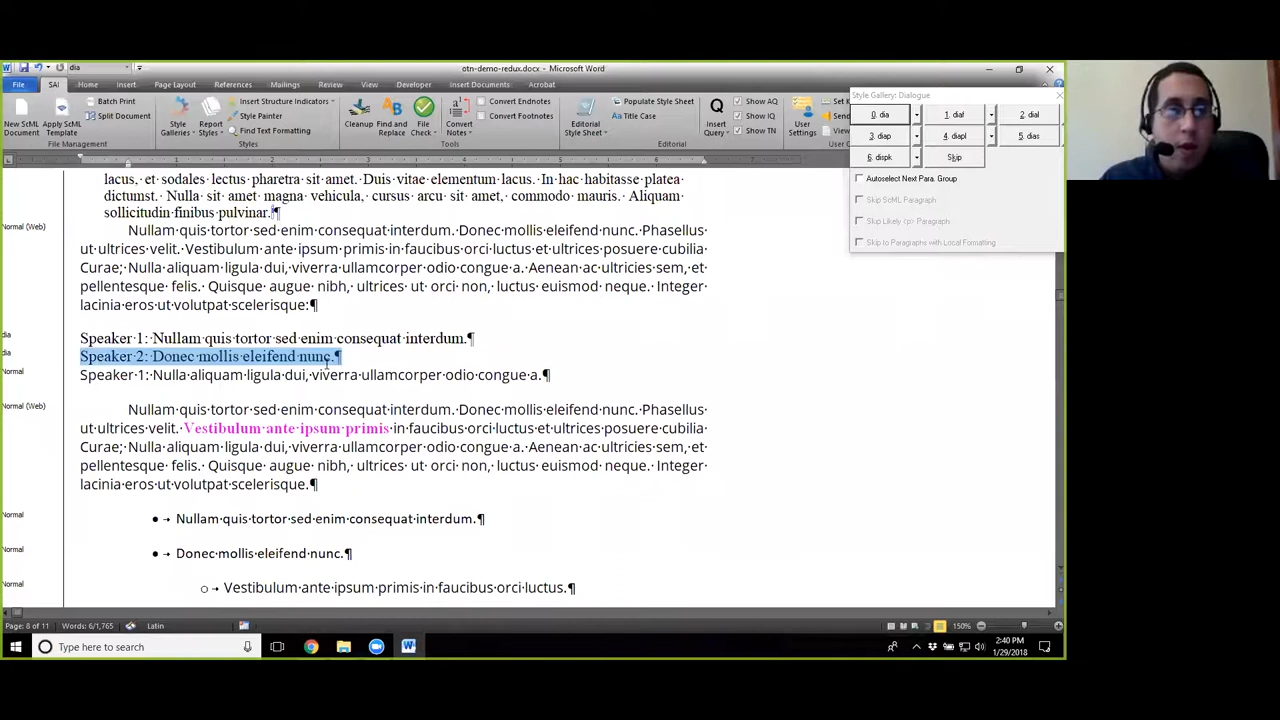 dia
otn-demo-redux.docx - Microsoft Word
File SAI Home Insert Page Layout References Mailings Review View Developer Insert Documents Acrobat
New ScML Document
Apply SAI Template
Batch Print
Split Document
File Management
Style Galleries
Report Styles
Insert Structure Markers
Style Painter
Find Text Formatting
Styles
Cleanup
Find and Replace
File Check
Convert Notes
Convert Endnotes
Convert Endnotes
Editorial Style Sheet
Populate Style Sheet
Title Case
Editorial
Insert Query
Show AQ
Show IQ
Show TN
User Settings
Set K
View
Style Gallery: Dialogue
0. dia 1. diaf 2. dial
3. diap 4. diapl 5. dias
6. dispk Skip
Autoselect Next Para. Group
Skip ScML Paragraph
Skip Likely <p> Paragraph
Skip to Paragraphs with Local Formatting
lacus,·et·sodales·lectus·pharetra·sit·amet.·Duis·vitae·elementum·lacus.·In·hac·habitasse·platea·
dictumst.·Nulla·sit·amet·magna·vehicula,·cursus·arcu·sit·amet,·commodo·mauris.·Aliquam·
sollicitudin·finibus·pulvinar.¶
Normal (Web)
Nullam·quis·tortor·sed·enim·consequat·interdum.·Donec·mollis·eleifend·nunc.·Phasellus·
ut·ultrices·velit.·Vestibulum·ante·ipsum·primis·in·faucibus·orci·luctus·et·ultrices·posuere·cubilia·
Curae;·Nulla·aliquam·ligula·dui,·viverra·ullamcorper·odio·congue·a.·Aenean·ac·ultricies·sem,·et·
pellentesque·felis.·Quisque·augue·nibh,·ultrices·ut·orci·non,·luctus·euismod·neque.·Integer·
lacinia·eros·ut·volutpat·scelerisque:¶
dia
Speaker·1:·Nullam·quis·tortor·sed·enim·consequat·interdum.¶
dia
Speaker·2:·Donec·mollis·eleifend·nunc.¶
Normal
Speaker·1:·Nulla·aliquam·ligula·dui,·viverra·ullamcorper·odio·congue·a.¶
Normal (Web)
Nullam·quis·tortor·sed·enim·consequat·interdum.·Donec·mollis·eleifend·nunc.·Phasellus·
ut·ultrices·velit.·Vestibulum·ante·ipsum·primis·in·faucibus·orci·luctus·et·ultrices·posuere·cubilia·
Curae;·Nulla·aliquam·ligula·dui,·viverra·ullamcorper·odio·congue·a.·Aenean·ac·ultricies·sem,·et·
pellentesque·felis.·Quisque·augue·nibh,·ultrices·ut·orci·non,·luctus·euismod·neque.·Integer·
lacinia·eros·ut·volutpat·scelerisque.¶
Normal
•→Nullam·quis·tortor·sed·enim·consequat·interdum.¶
Normal
•→Donec·mollis·eleifend·nunc.¶
Normal
○→Vestibulum·ante·ipsum·primis·in·faucibus·orci·luctus.¶
Page: 8 of 11 Words: 6/1,765 Latin 150%
Type here to search
2:40 PM
1/29/2018